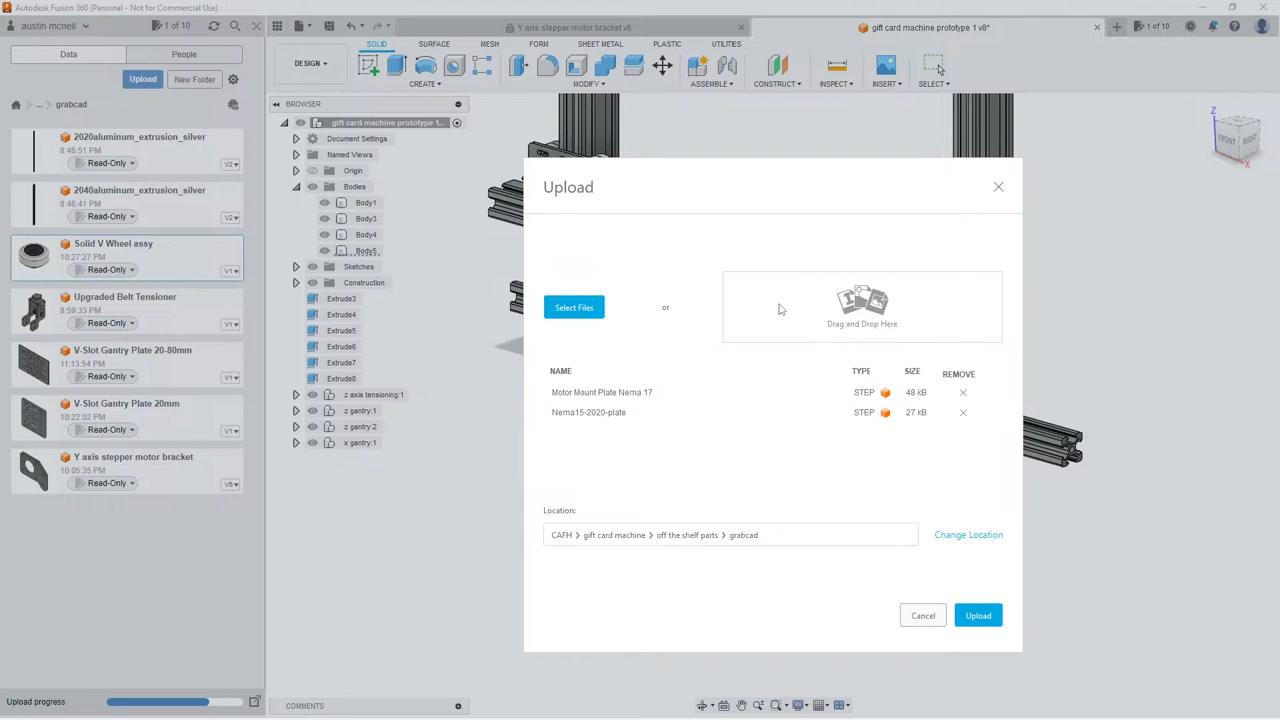 Autodesk Fusion 360 (Personal - Not for Commercial Use)
austin mcneil
1 of 10
Y axis stepper motor bracket v6
gift card machine prototype 1 v8*
1 of 10
Data
People
Upload
New Folder
...
grabcad
2020aluminum_extrusion_silver
8:46:51 PM
Read-Only
V2
2040aluminum_extrusion_silver
8:46:41 PM
Read-Only
V2
Solid V Wheel assy
10:27:27 PM
Read-Only
V1
Upgraded Belt Tensioner
8:59:33 PM
Read-Only
V1
V-Slot Gantry Plate 20-80mm
11:13:54 PM
Read-Only
V1
V-Slot Gantry Plate 20mm
10:22:02 PM
Read-Only
V1
Y axis stepper motor bracket
10:05:35 PM
Read-Only
V6
Upload progress
DESIGN
SOLID
SURFACE
MESH
FORM
SHEET METAL
PLASTIC
UTILITIES
CREATE
MODIFY
ASSEMBLE
CONSTRUCT
INSPECT
INSERT
SELECT
BROWSER
gift card machine prototype 1...
Document Settings
Named Views
Origin
Bodies
Body1
Body3
Body4
Body5
Sketches
Construction
Extrude3
Extrude4
Extrude5
Extrude6
Extrude7
Extrude8
z axis tensioning:1
z gantry:1
z gantry:2
x gantry:1
COMMENTS
Z
FRONT
RIGHT
X
Upload
Select Files
or
Drag and Drop Here
NAME
TYPE
SIZE
REMOVE
Motor Mount Plate Nema 17
STEP
48 kB
Nema15-2020-plate
STEP
27 kB
Location:
CAFH > gift card machine > off the shelf parts > grabcad
Change Location
Cancel
Upload